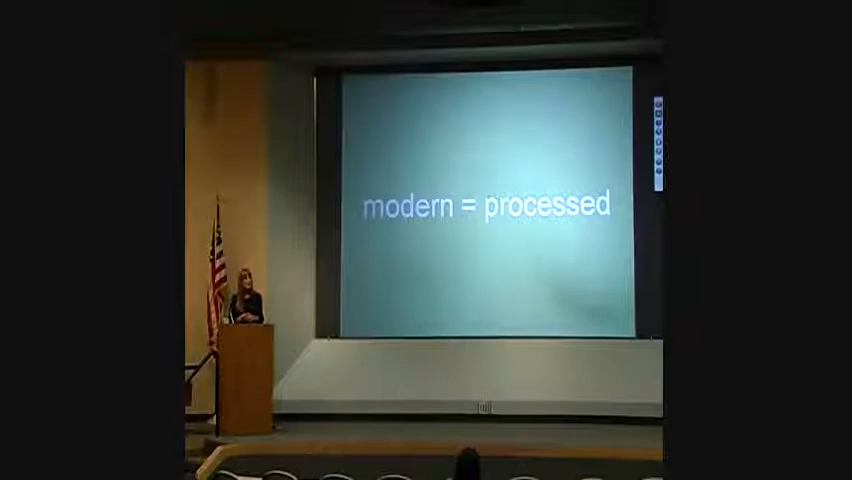 modern = processed